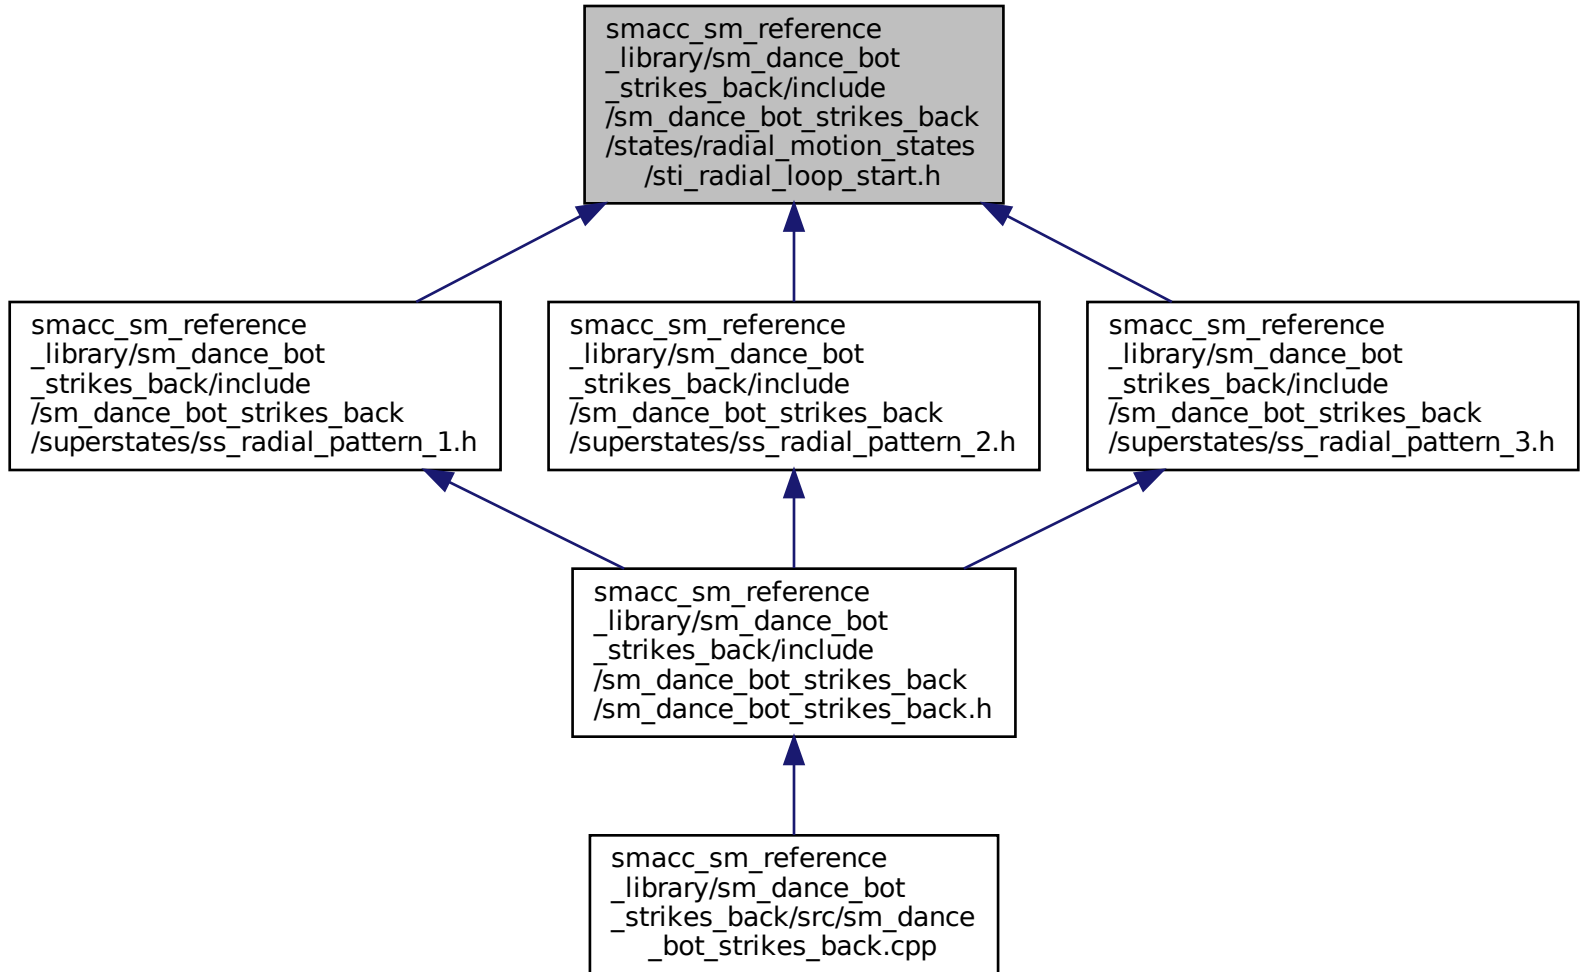 smacc_sm_reference
_library/sm_dance_bot
_strikes_back/include
/sm_dance_bot_strikes_back
/states/radial_motion_states
/sti_radial_loop_start.h
smacc_sm_reference
_library/sm_dance_bot
_strikes_back/include
/sm_dance_bot_strikes_back
/superstates/ss_radial_pattern_1.h
smacc_sm_reference
_library/sm_dance_bot
_strikes_back/include
/sm_dance_bot_strikes_back
/superstates/ss_radial_pattern_2.h
smacc_sm_reference
_library/sm_dance_bot
_strikes_back/include
/sm_dance_bot_strikes_back
/superstates/ss_radial_pattern_3.h
smacc_sm_reference
_library/sm_dance_bot
_strikes_back/include
/sm_dance_bot_strikes_back
/sm_dance_bot_strikes_back.h
smacc_sm_reference
_library/sm_dance_bot
_strikes_back/src/sm_dance
_bot_strikes_back.cpp